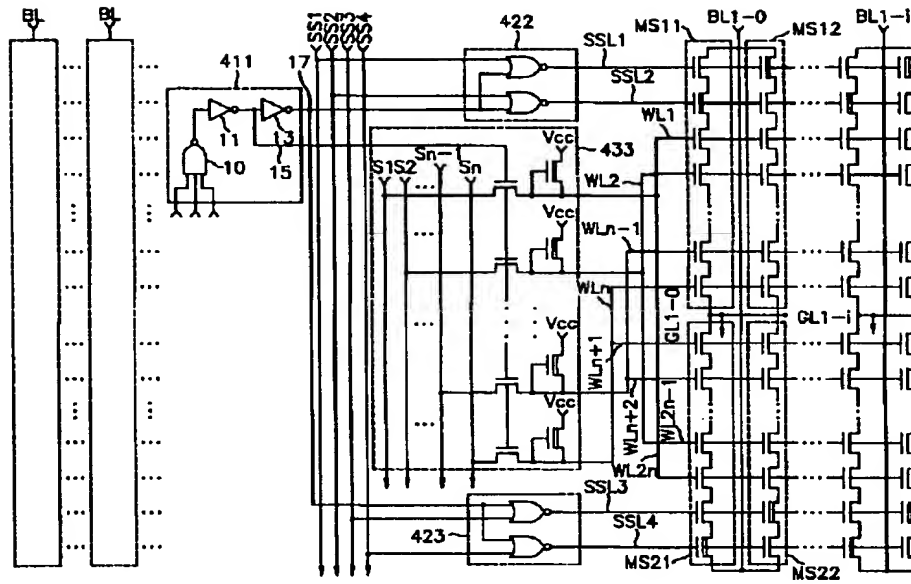 BL
BL
SS1
SS2
SS3
SS4
422
SSL1
SSL2
MS11
BL1-0
MS12
BL1-i
17
411
11
13
10
15
S1
S2
...
Sn-1
Sn
Vcc
433
WL1
WL2
Vcc
WLn-1
WLn
GL1-0
GL1-i
Vcc
WLn+1
Vcc
WLn+2
WL2n-1
WL2n
SSL3
SSL4
423
MS21
MS22